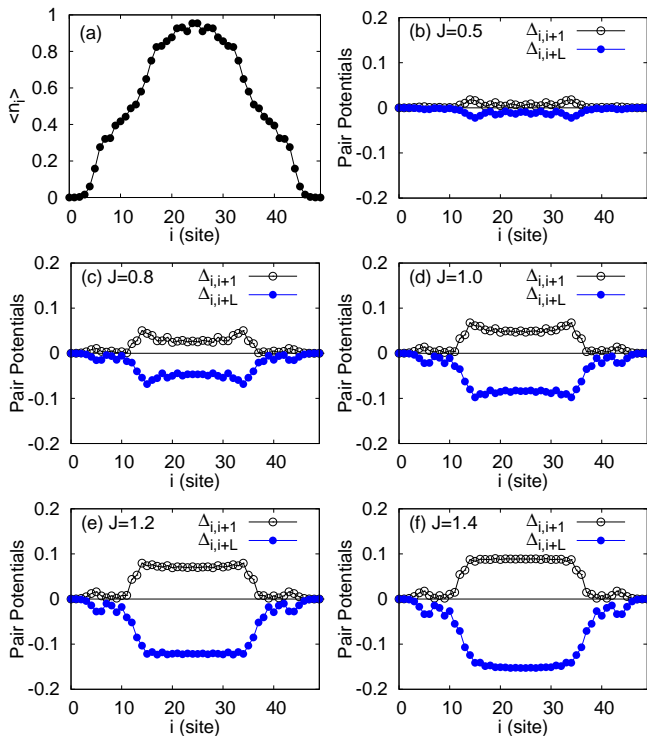 (a)
<n_i>
1
0.8
0.6
0.4
0.2
0
0 10 20 30 40
i (site)
(b) J=0.5
Δ_{i,i+1}
Δ_{i,i+L}
Pair Potentials
0.2
0.1
0
-0.1
-0.2
0 10 20 30 40
i (site)
(c) J=0.8
Δ_{i,i+1}
Δ_{i,i+L}
Pair Potentials
0.2
0.1
0
-0.1
-0.2
0 10 20 30 40
i (site)
(d) J=1.0
Δ_{i,i+1}
Δ_{i,i+L}
Pair Potentials
0.2
0.1
0
-0.1
-0.2
0 10 20 30 40
i (site)
(e) J=1.2
Δ_{i,i+1}
Δ_{i,i+L}
Pair Potentials
0.2
0.1
0
-0.1
-0.2
0 10 20 30 40
i (site)
(f) J=1.4
Δ_{i,i+1}
Δ_{i,i+L}
Pair Potentials
0.2
0.1
0
-0.1
-0.2
0 10 20 30 40
i (site)